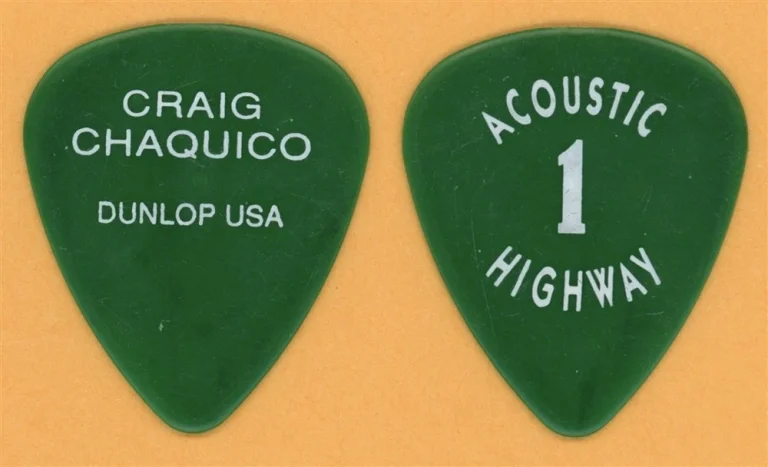 CRAIG
CHAQUICO
DUNLOP USA
ACOUSTIC
1
HIGHWAY